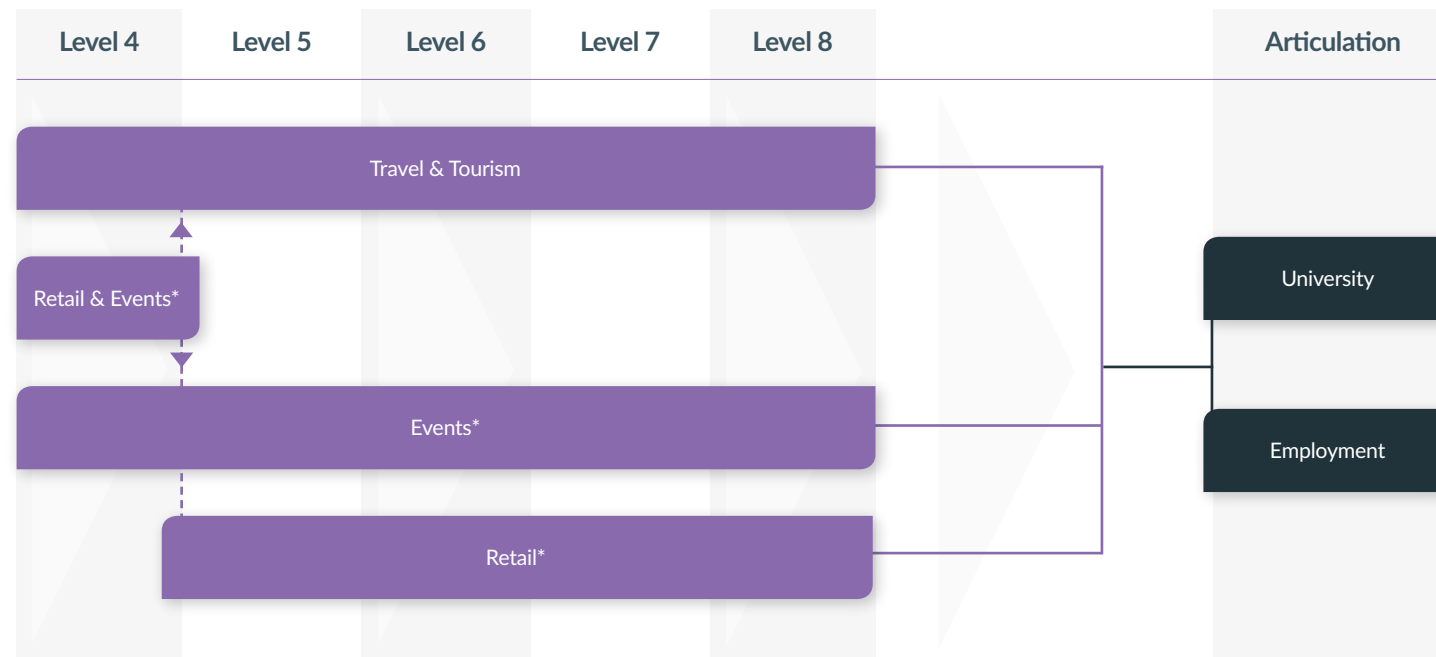 Level 4
Level 5
Level 6
Level 7
Level 8
Articulation
Travel & Tourism
Retail & Events*
University
Events*
Employment
Retail*